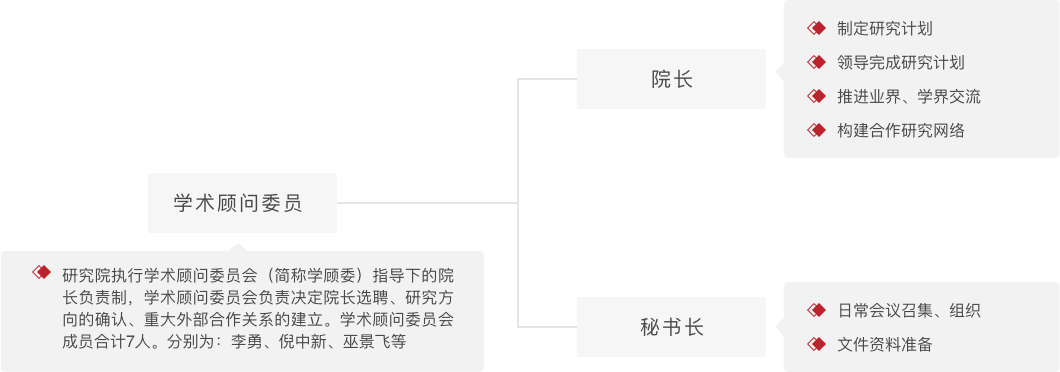 院长
制定研究计划
领导完成研究计划
推进业界、学界交流
构建合作研究网络
学术顾问委员
研究院执行学术顾问委员会（简称学顾委）指导下的院
长负责制，学术顾问委员会负责决定院长选聘、研究方
向的确认、重大外部合作关系的建立。学术顾问委员会
成员合计7人。分别为：李勇、倪中新、巫景飞等
秘书长
日常会议召集、组织
文件资料准备